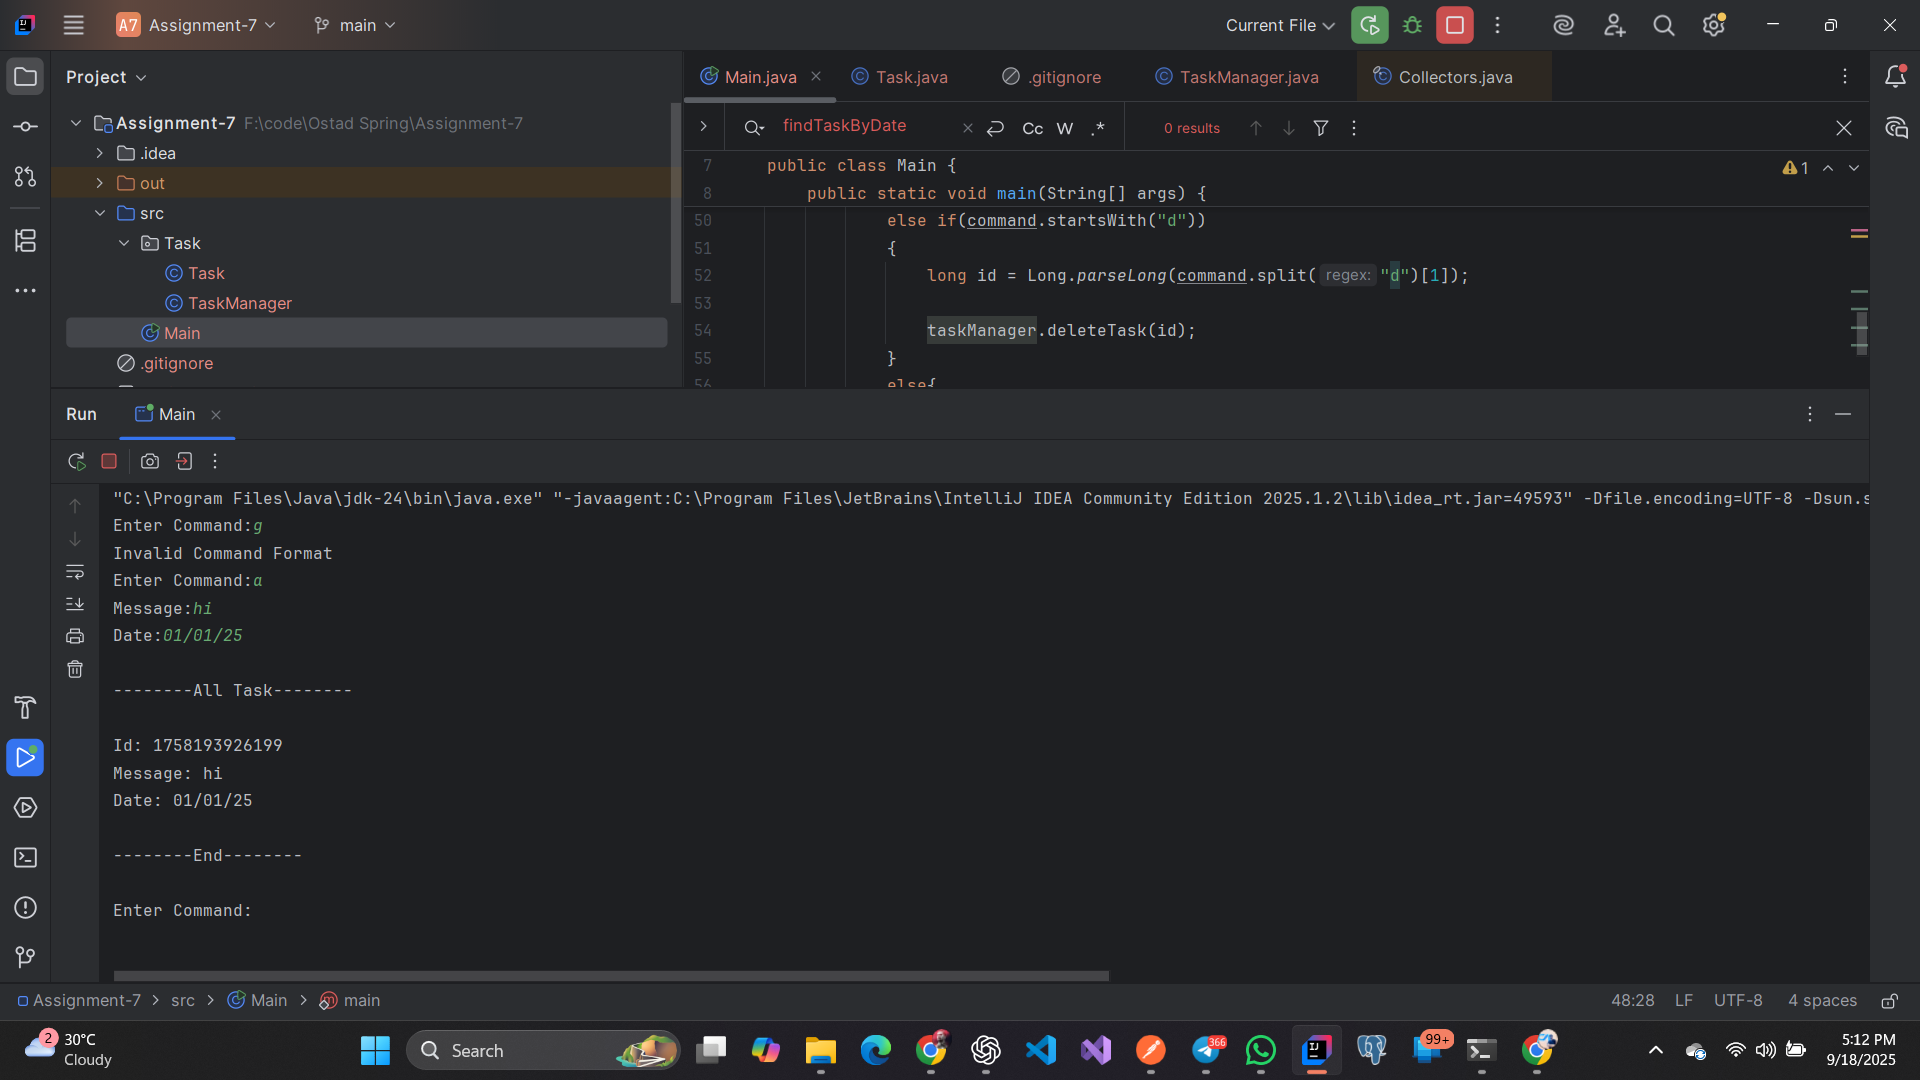 A7 Assignment-7 main Current File
Project
Main.java Task.java .gitignore TaskManager.java Collectors.java
Assignment-7 F:\code\Ostad Spring\Assignment-7
.idea
out
src
Task
Task
TaskManager
Main
.gitignore
findTaskByDate Cc W .* 0 results
7 public class Main {
1
8 public static void main(String[] args) {
50 else if(command.startsWith("d"))
51 {
52 long id = Long.parseLong(command.split( regex: "d")[1]);
53
54 taskManager.deleteTask(id);
55 }
56 else{
Run Main
"C:\Program Files\Java\jdk-24\bin\java.exe" "-javaagent:C:\Program Files\JetBrains\IntelliJ IDEA Community Edition 2025.1.2\lib\idea_rt.jar=49593" -Dfile.encoding=UTF-8 -Dsun.s
Enter Command:g
Invalid Command Format
Enter Command:a
Message:hi
Date:01/01/25
--------All Task--------
Id: 1758193926199
Message: hi
Date: 01/01/25
--------End--------
Enter Command:
Assignment-7 > src > Main > main 48:28 LF UTF-8 4 spaces
2 30°C
Cloudy
Search
366
99+
5:12 PM
9/18/2025